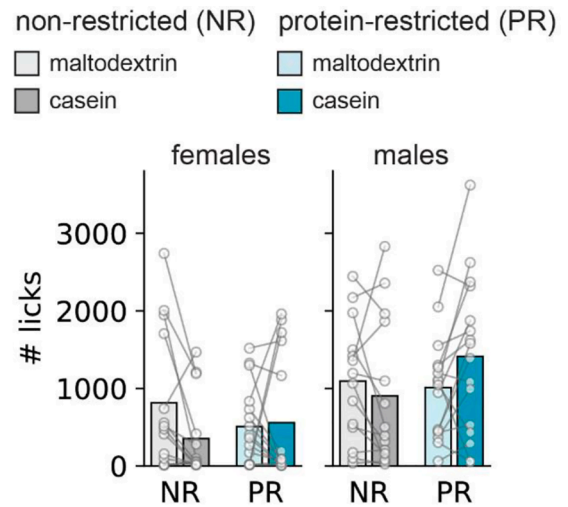 non-restricted (NR) protein-restricted (PR)
maltodextrin maltodextrin
casein casein
females males
3000
2000
1000
0
# licks
NR PR NR PR